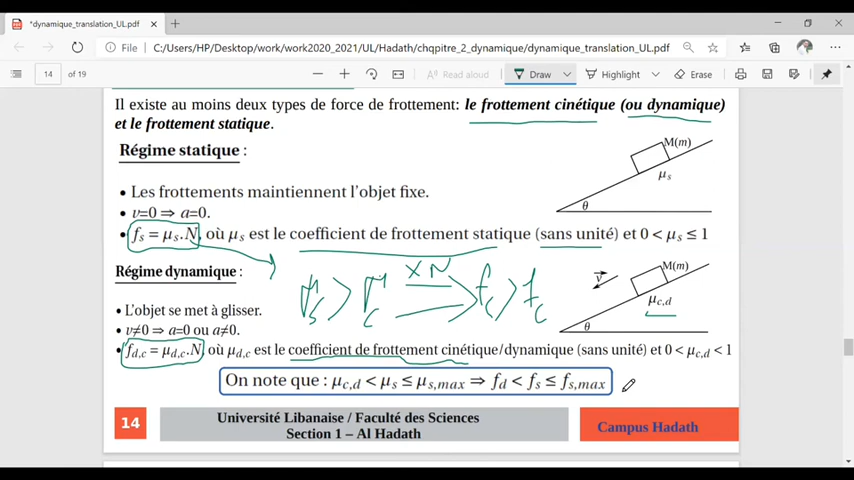 *dynamique_translation_UL.pdf
File C:/Users/HP/Desktop/work/work2020_2021/UL/Hadath/chqpitre_2_dynamique/dynamique_translation_UL.pdf
14 of 19
Read aloud Draw Highlight Erase
Il existe au moins deux types de force de frottement: le frottement cinétique (ou dynamique)
et le frottement statique.
Régime statique :
M(m)
μs
θ
• Les frottements maintiennent l'objet fixe.
• v=0 ⇒ a=0.
• fs = μs.N, où μs est le coefficient de frottement statique (sans unité) et 0 < μs ≤ 1
μs > μc × N fc > fc
Régime dynamique :
M(m)
v
μc,d
θ
• L'objet se met à glisser.
• v≠0 ⇒ a=0 ou a≠0.
• fd,c = μd,c.N, où μd,c est le coefficient de frottement cinétique/dynamique (sans unité) et 0 < μc,d < 1
On note que : μc,d < μs ≤ μs,max ⇒ fd < fs ≤ fs,max
14
Université Libanaise / Faculté des Sciences
Section 1 – Al Hadath
Campus Hadath